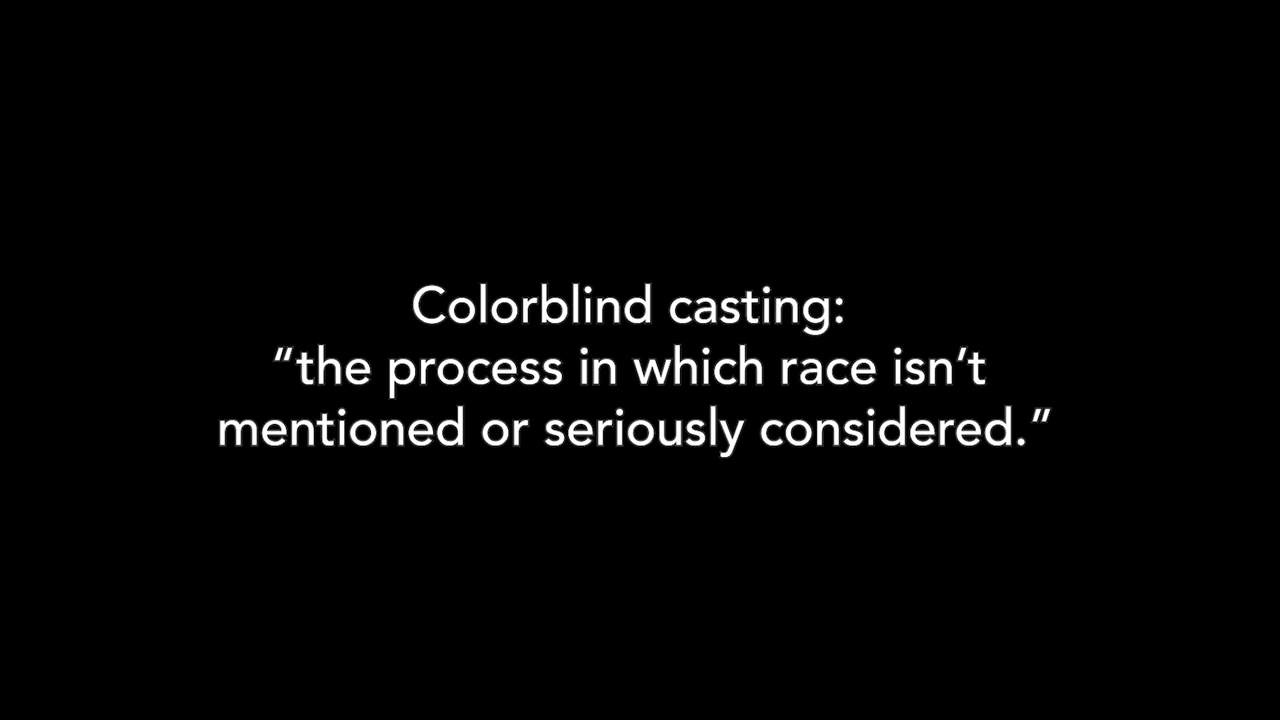 Colorblind casting:
“the process in which race isn’t
mentioned or seriously considered.”